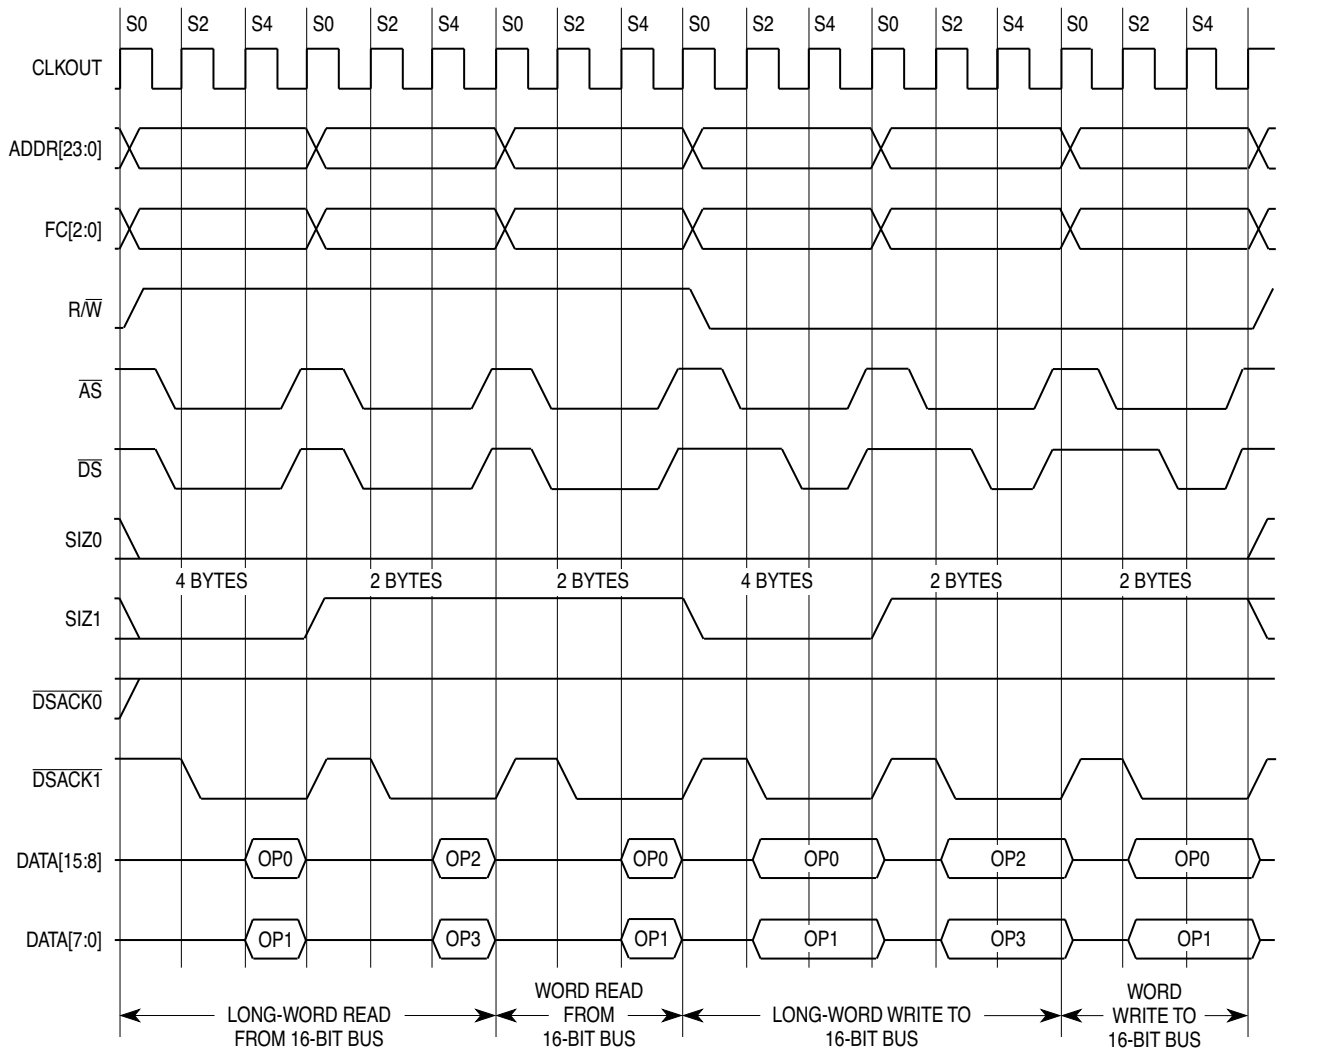 S0 S2 S4 S0 S2 S4 S0 S2 S4 S0 S2 S4 S0 S2 S4 S0 S2 S4
CLKOUT
ADDR[23:0]
FC[2:0]
R/W̅
A̅S̅
D̅S̅
SIZ0
4 BYTES 2 BYTES 2 BYTES 4 BYTES 2 BYTES 2 BYTES
SIZ1
D̅S̅A̅C̅K̅0̅
D̅S̅A̅C̅K̅1̅
DATA[15:8] OP0 OP2 OP0 OP0 OP2 OP0
DATA[7:0] OP1 OP3 OP1 OP1 OP3 OP1
LONG-WORD READ
FROM 16-BIT BUS
WORD READ
FROM
16-BIT BUS
LONG-WORD WRITE TO
16-BIT BUS
WORD
WRITE TO
16-BIT BUS